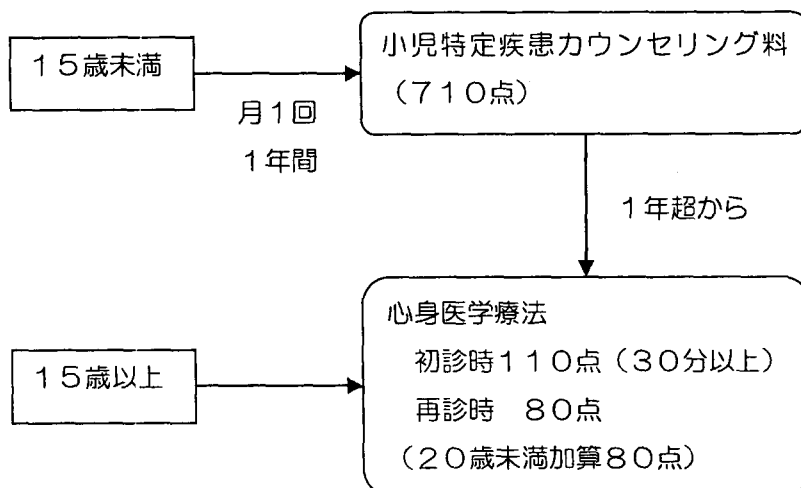 １５歳未満
月１回
１年間
小児特定疾患カウンセリング料
（７１０点）
１年超から
１５歳以上
心身医学療法
初診時１１０点（３０分以上）
再診時　８０点
（２０歳未満加算８０点）